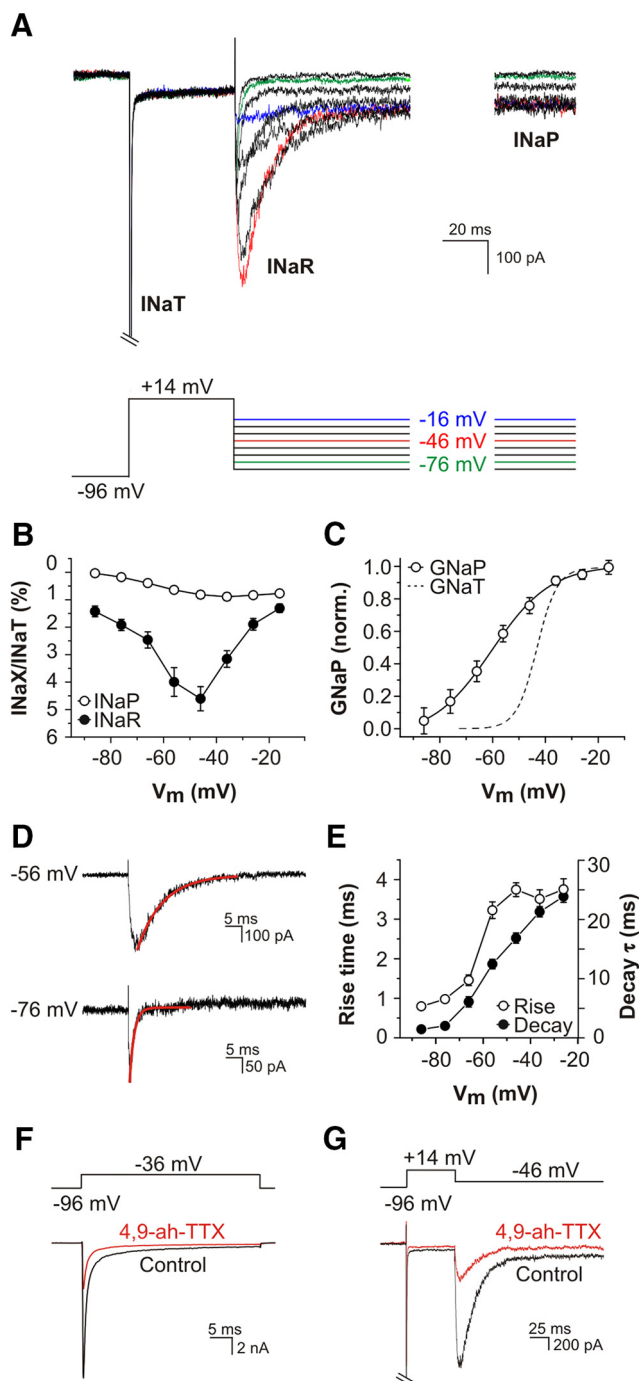 A
INaP
20 ms
100 pA
INaR
INaT
+14 mV
-16 mV
-46 mV
-76 mV
-96 mV
B
INaX/INaT (%)
0
1
2
3
4
5
6
INaP
INaR
-80 -60 -40 -20
Vm (mV)
C
GNaP (norm.)
1.0
0.8
0.6
0.4
0.2
0.0
GNaP
GNaT
-80 -60 -40 -20
Vm (mV)
D
-56 mV
5 ms
100 pA
-76 mV
5 ms
50 pA
E
Rise time (ms)
4
3
2
1
0
30
20
10
0
Decay τ (ms)
Rise
Decay
-80 -60 -40 -20
Vm (mV)
F
-36 mV
-96 mV
4,9-ah-TTX
Control
5 ms
2 nA
G
+14 mV
-46 mV
-96 mV
4,9-ah-TTX
Control
25 ms
200 pA